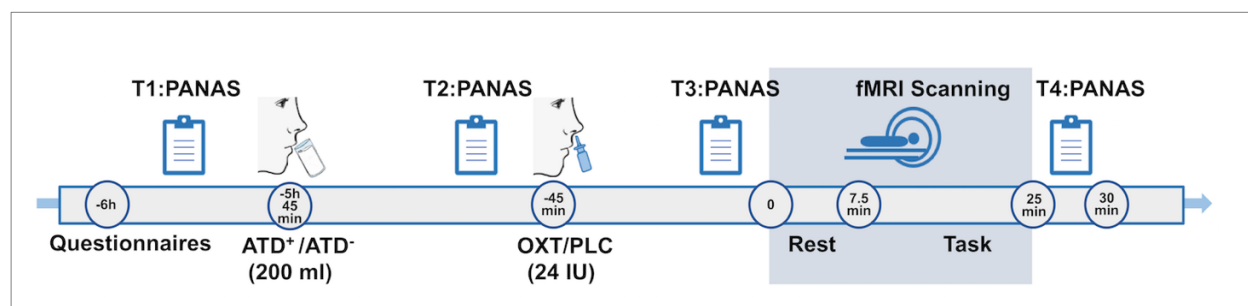 T1:PANAS
T2:PANAS
T3:PANAS
fMRI Scanning
T4:PANAS
-6h
-5h
45
min
-45
min
0
7.5
min
25
min
30
min
Questionnaires
ATD⁺/ATD⁻
(200 ml)
OXT/PLC
(24 IU)
Rest
Task